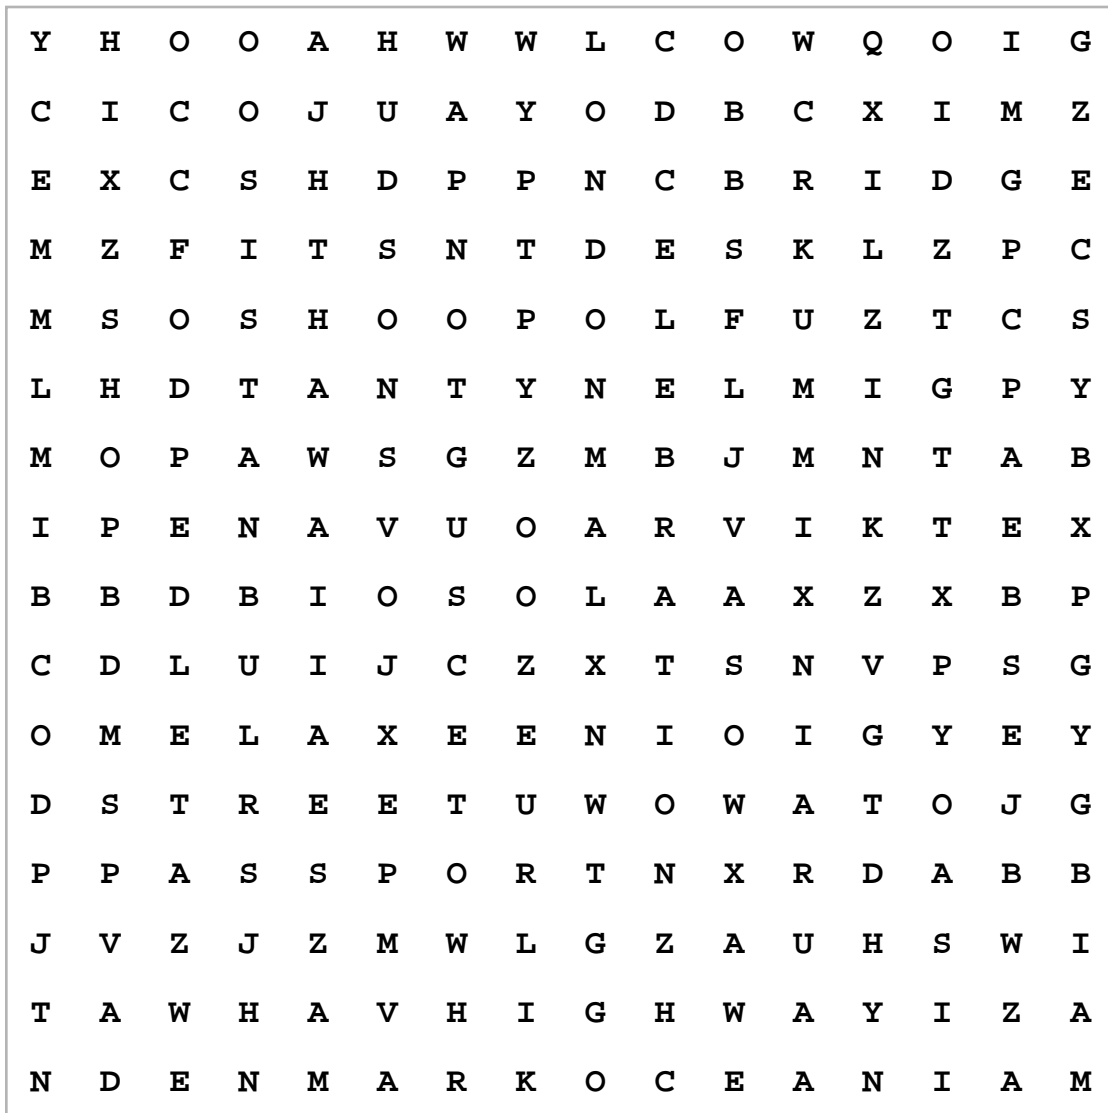 Y H O O A H W W L C O W Q O I G
C I C O J U A Y O D B C X I M Z
E X C S H D P P N C B R I D G E
M Z F I T S N T D E S K L Z P C
M S O S H O O P O L F U Z T C S
L H D T A N T Y N E L M I G P Y
M O P A W S G Z M B J M N T A B
I P E N A V U O A R V I K T E X
B B D B I O S O L A A X Z X B P
C D L U I J C Z X T S N V P S G
O M E L A X E E N I O I G Y E Y
D S T R E E T U W O W A T O J G
P P A S S P O R T N X R D A B B
J V Z J Z M W L G Z A U H S W I
T A W H A V H I G H W A Y I Z A
N D E N M A R K O C E A N I A M